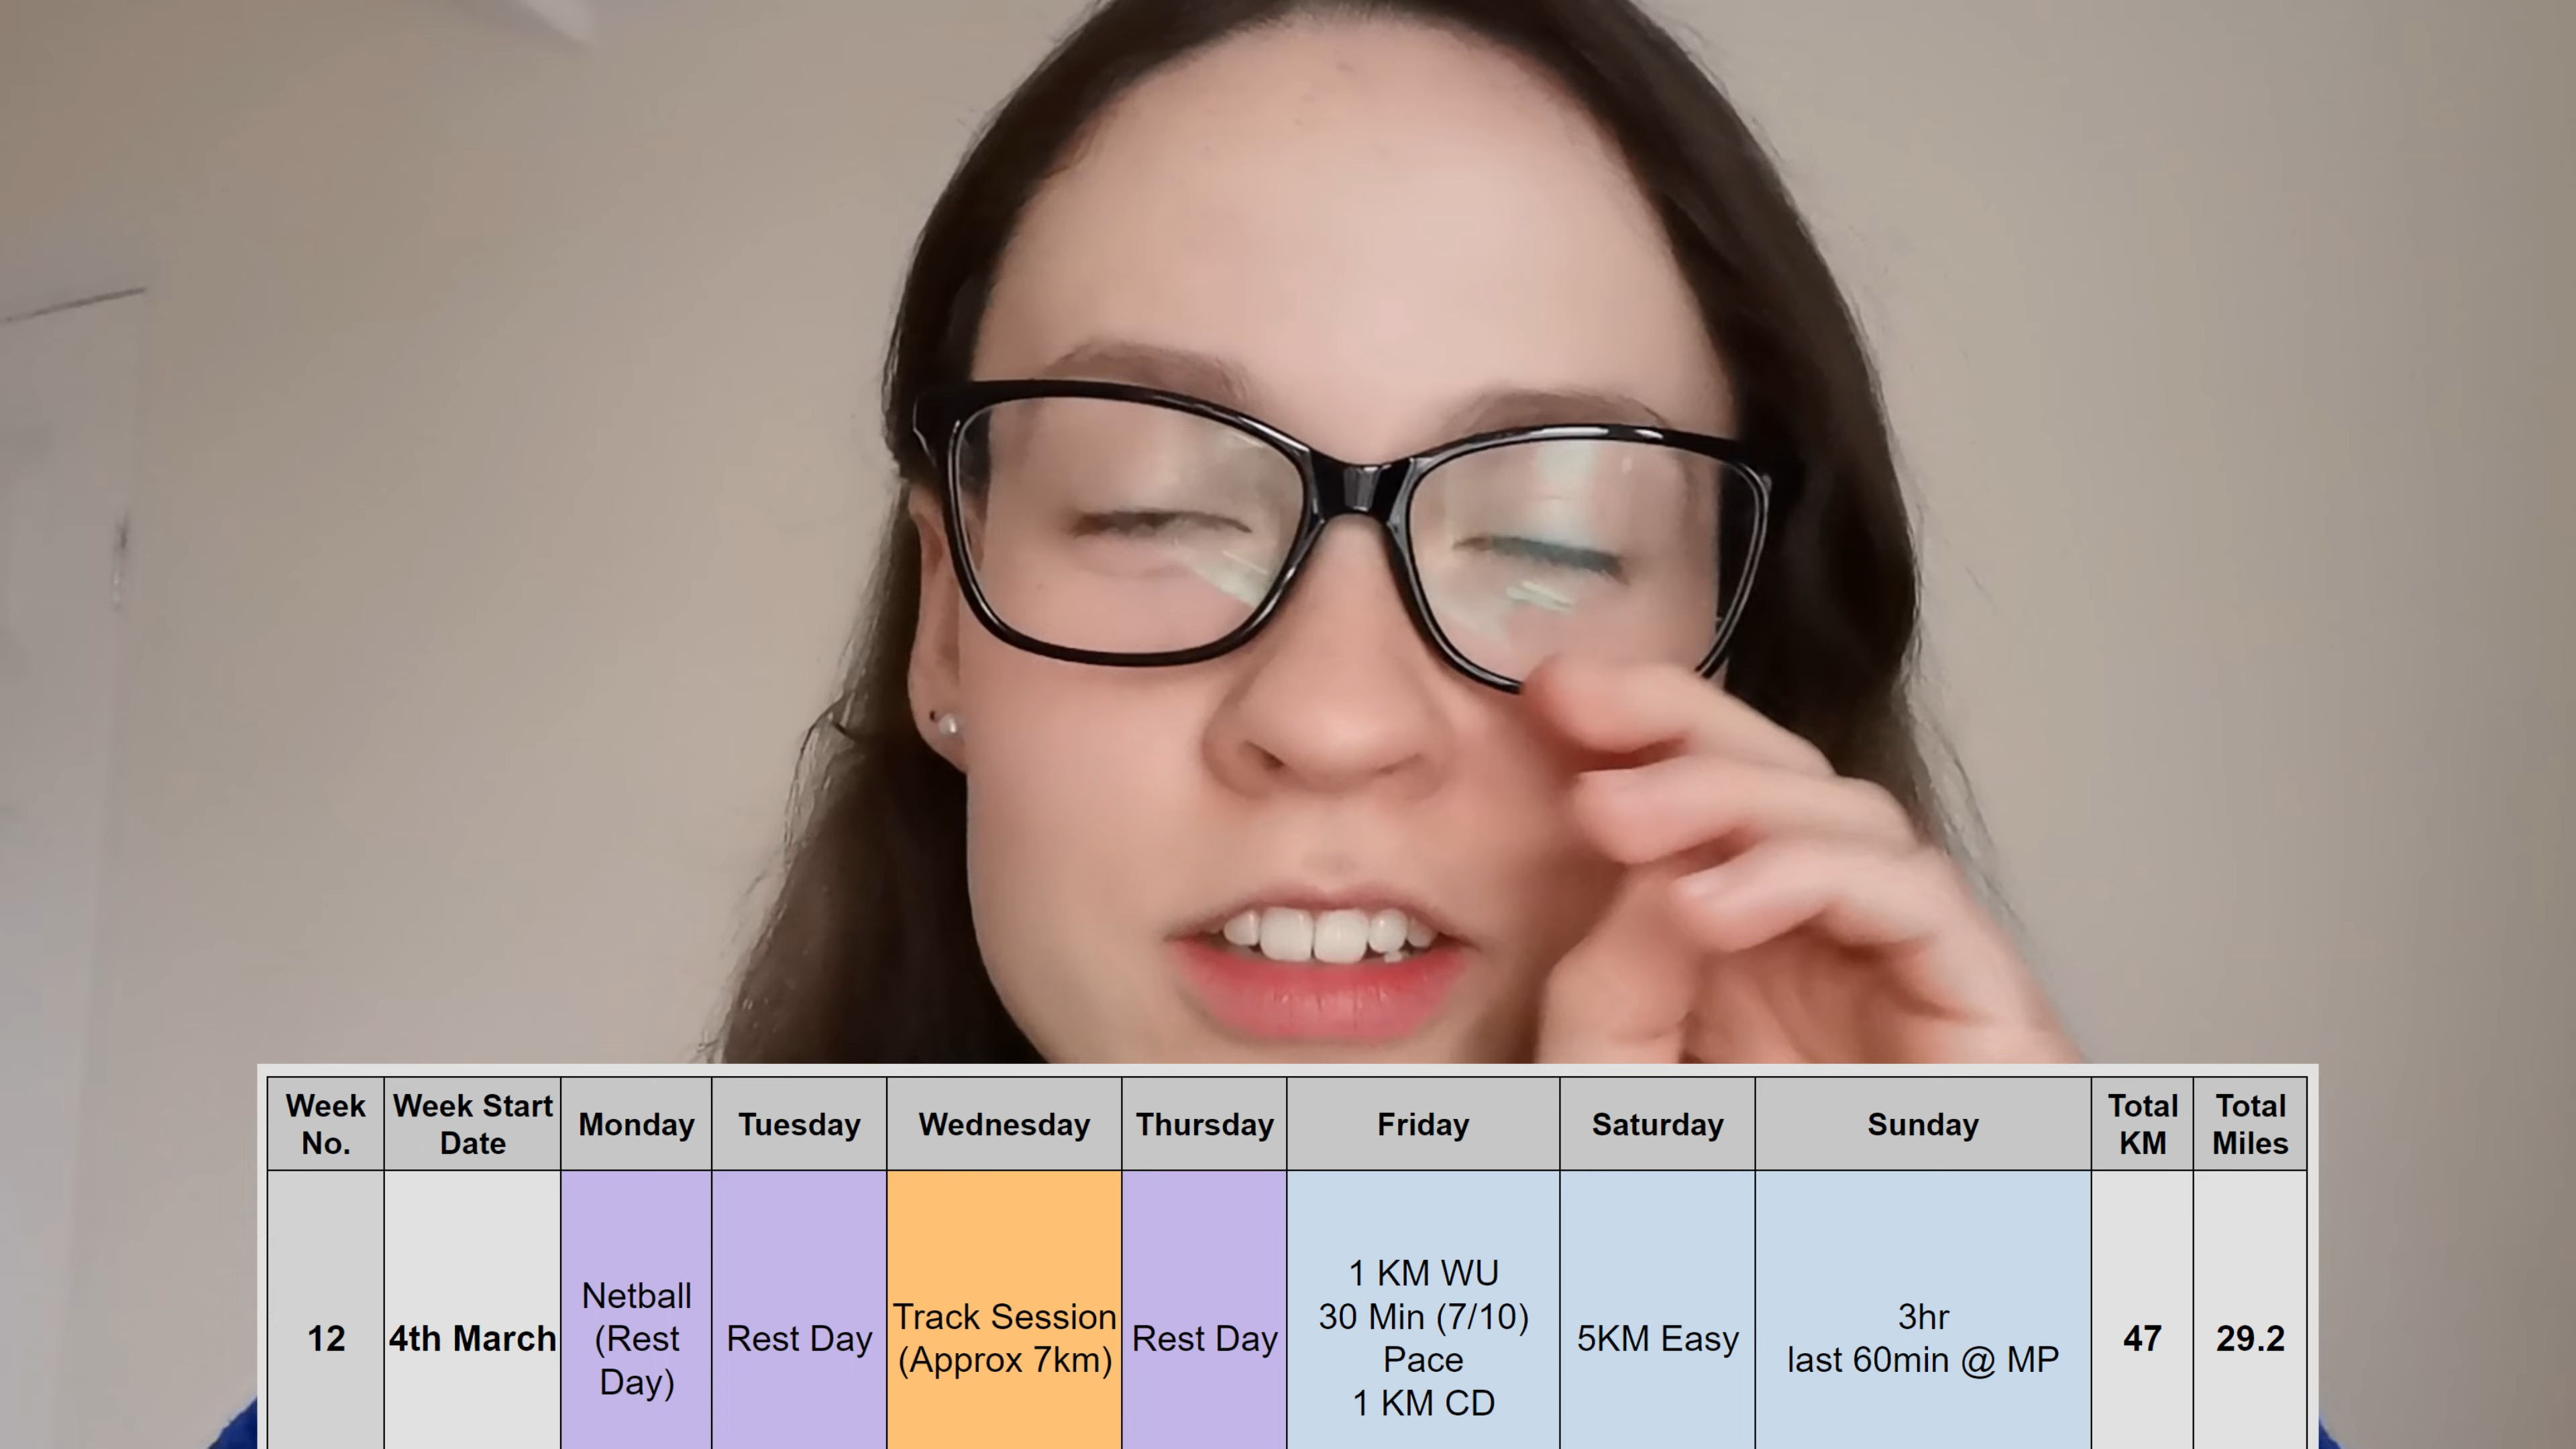 Week No.
Week Start Date
Monday
Tuesday
Wednesday
Thursday
Friday
Saturday
Sunday
Total KM
Total Miles
12
4th March
Netball
(Rest
Day)
Rest Day
Track Session
(Approx 7km)
Rest Day
1 KM WU
30 Min (7/10)
Pace
1 KM CD
5KM Easy
3hr
last 60min @ MP
47
29.2